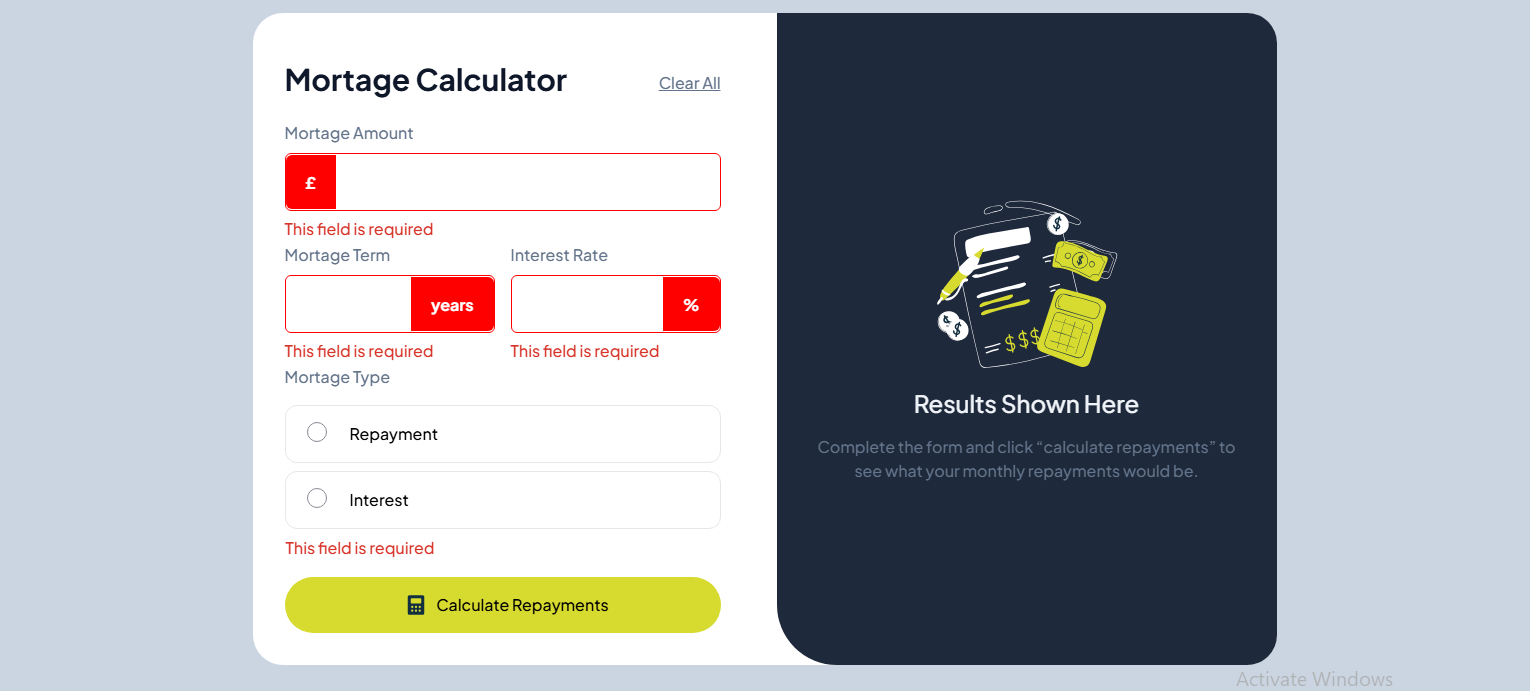 Mortage Calculator
Clear All
Mortage Amount
£
This field is required
Mortage Term
Interest Rate
years
%
This field is required
This field is required
Mortage Type
Repayment
Interest
This field is required
Calculate Repayments
$
$
$
$
$$$
Results Shown Here
Complete the form and click “calculate repayments” to
see what your monthly repayments would be.
Activate Windows